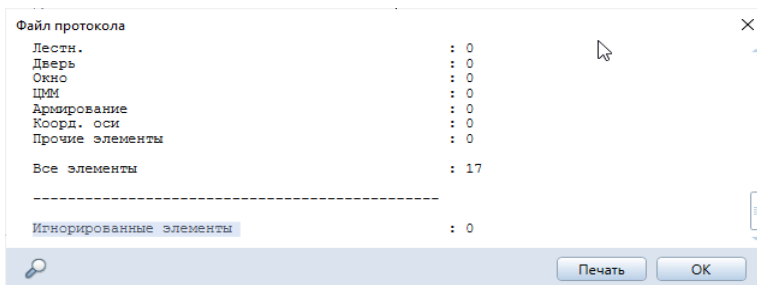 Файл протокола
Лестн. : 0
Дверь : 0
Окно : 0
ЦММ : 0
Армирование : 0
Коорд. оси : 0
Прочие элементы : 0
Все элементы : 17
-----------------------------------------------
Игнорированные элементы : 0
Печать OK